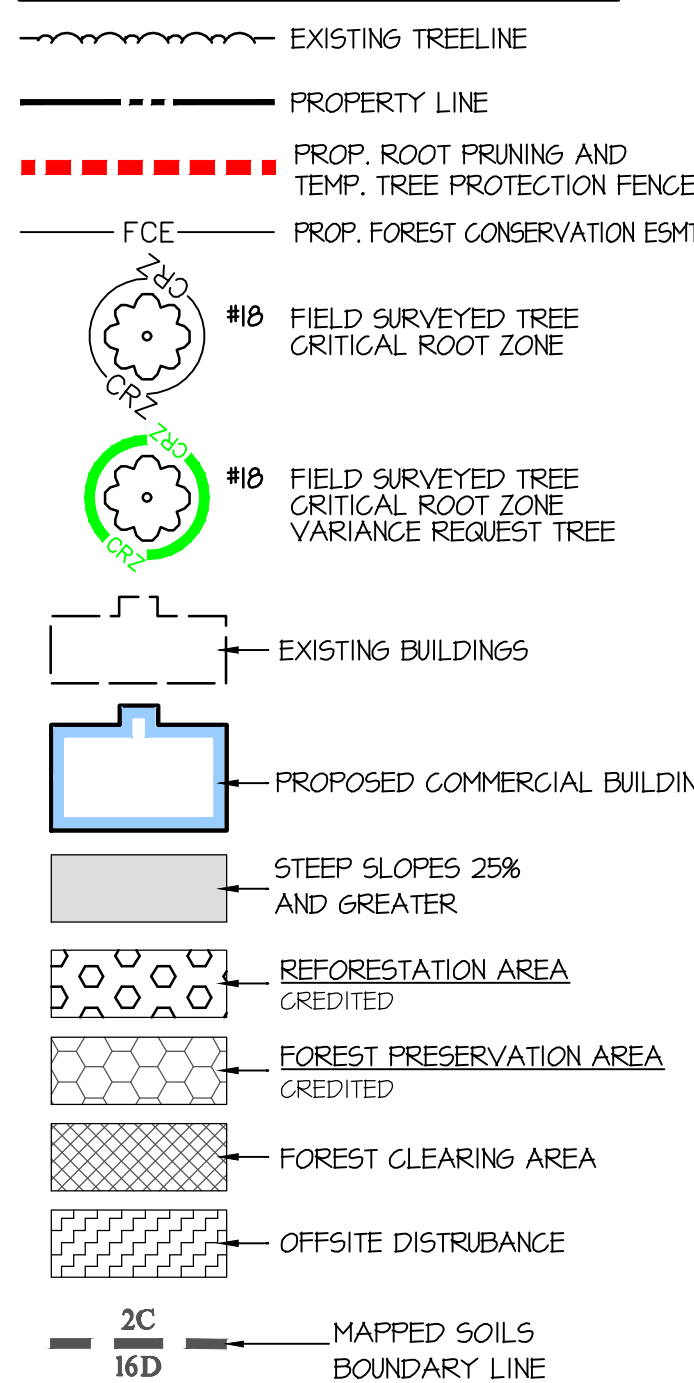 EXISTING TREELINE
PROPERTY LINE
PROP. ROOT PRUNING AND
TEMP. TREE PROTECTION FENCE
FCE PROP. FOREST CONSERVATION ESMT
CRZ
#18 FIELD SURVEYED TREE
CRITICAL ROOT ZONE
CRZ
CRZ
#18 FIELD SURVEYED TREE
CRITICAL ROOT ZONE
VARIANCE REQUEST TREE
CRZ
EXISTING BUILDINGS
PROPOSED COMMERCIAL BUILDIN
STEEP SLOPES 25%
AND GREATER
REFORESTATION AREA
CREDITED
FOREST PRESERVATION AREA
CREDITED
FOREST CLEARING AREA
OFFSITE DISTRUBANCE
2C
16D
MAPPED SOILS
BOUNDARY LINE